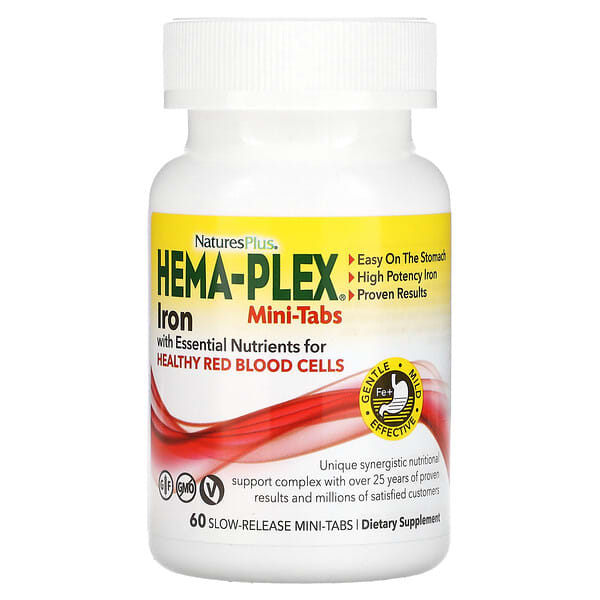 NaturesPlus®
HEMA-PLEX®
Mini-Tabs
Iron
with Essential Nutrients for
HEALTHY RED BLOOD CELLS
Easy On The Stomach
High Potency Iron
Proven Results
GENTLE • MILD • EFFECTIVE
Fe+
Unique synergistic nutritional
support complex with over 25 years of proven
results and millions of satisfied customers
GF
GMO
V
60 SLOW-RELEASE MINI-TABS | Dietary Supplement